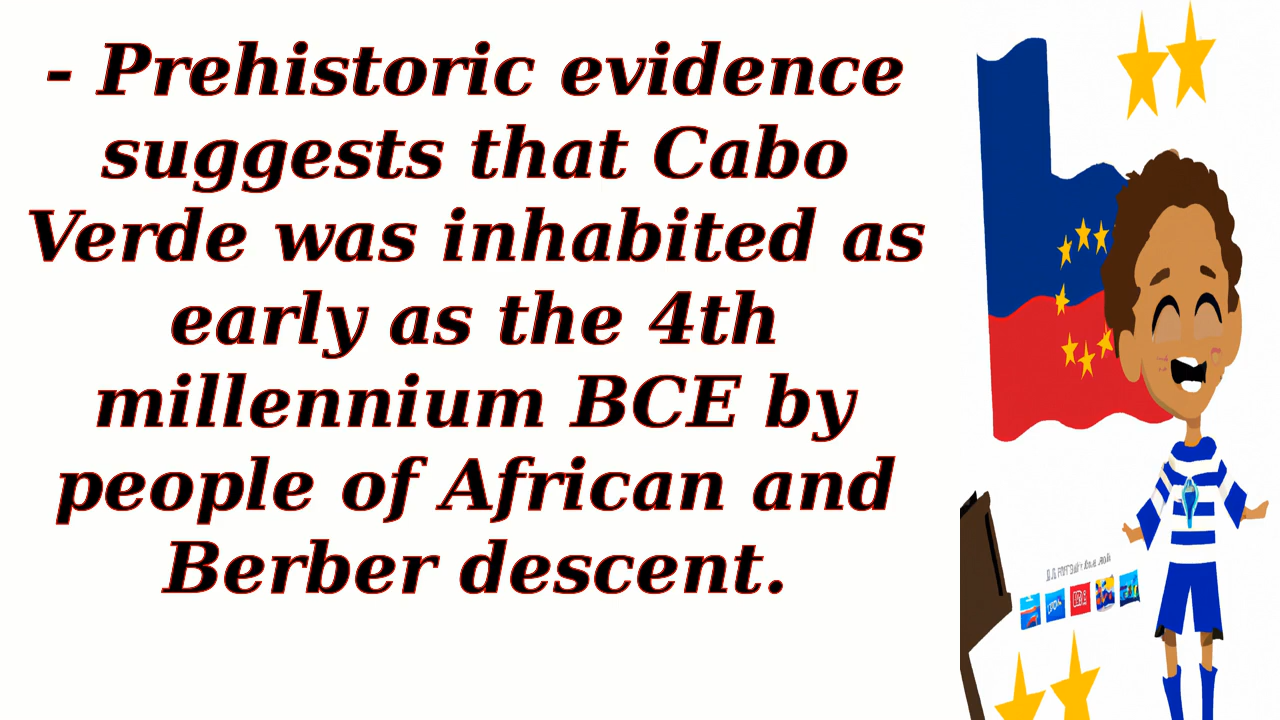 - Prehistoric evidence
suggests that Cabo
Verde was inhabited as
early as the 4th
millennium BCE by
people of African and
Berber descent.